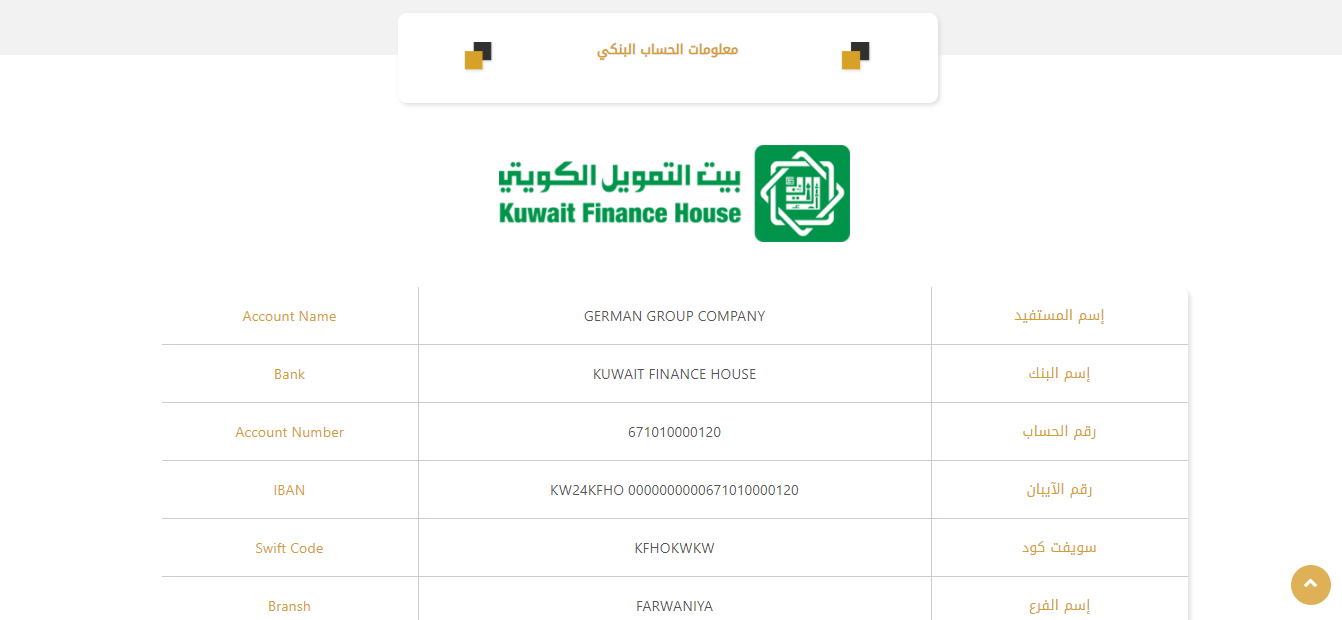 معلومات الحساب البنكي
بيت التمويل الكويتي
Kuwait Finance House
Account Name GERMAN GROUP COMPANY إسم المستفيد
Bank KUWAIT FINANCE HOUSE إسم البنك
Account Number 671010000120 رقم الحساب
IBAN KW24KFHO 0000000000671010000120 رقم الآيبان
Swift Code KFHOKWKW سويفت كود
Bransh FARWANIYA إسم الفرع